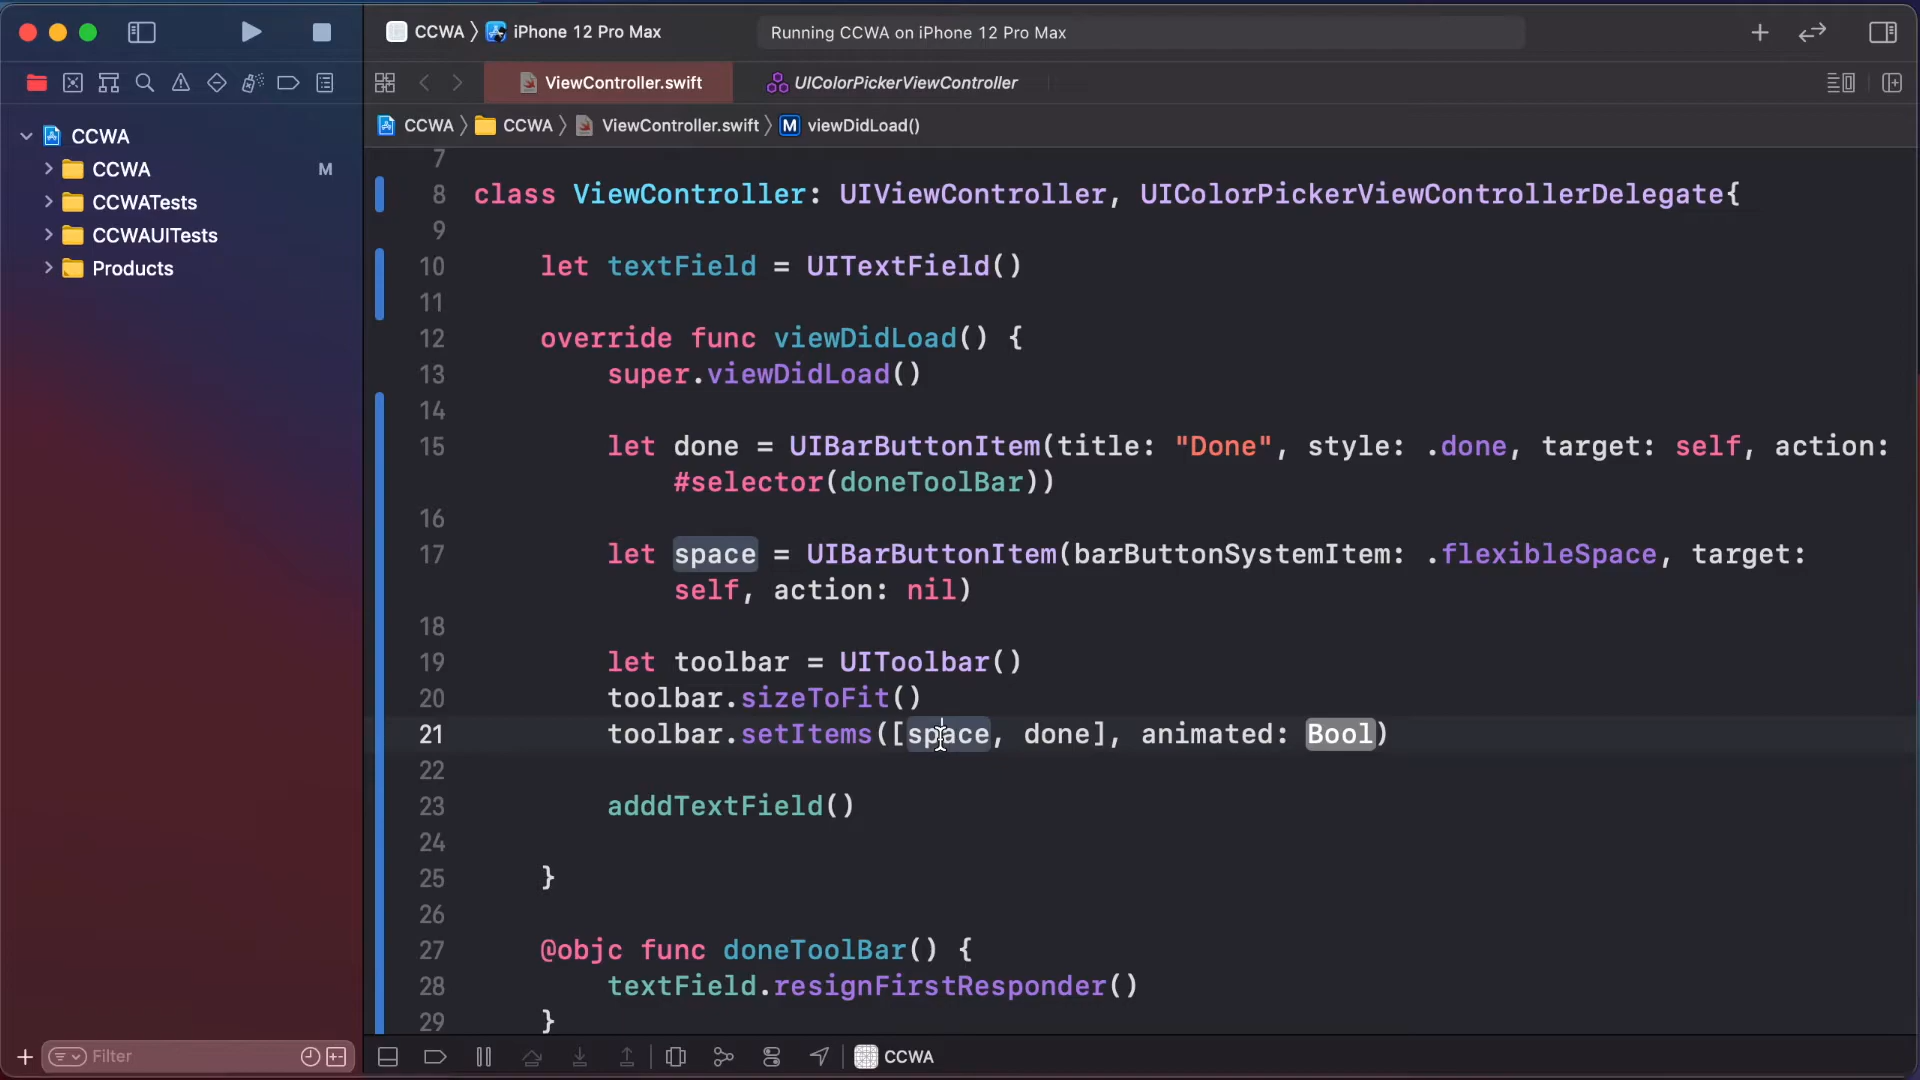 CCWA 〉 iPhone 12 Pro Max
Running CCWA on iPhone 12 Pro Max
ViewController.swift
UIColorPickerViewController
CCWA 〉 CCWA 〉 ViewController.swift 〉 M viewDidLoad()
CCWA
CCWA M
CCWATests
CCWAUITests
Products
7
8 class ViewController: UIViewController, UIColorPickerViewControllerDelegate{
9
10 let textField = UITextField()
11
12 override func viewDidLoad() {
13 super.viewDidLoad()
14
15 let done = UIBarButtonItem(title: "Done", style: .done, target: self, action:
#selector(doneToolBar))
16
17 let space = UIBarButtonItem(barButtonSystemItem: .flexibleSpace, target:
self, action: nil)
18
19 let toolbar = UIToolbar()
20 toolbar.sizeToFit()
21 toolbar.setItems([space, done], animated: Bool)
22
23 adddTextField()
24
25 }
26
27 @objc func doneToolBar() {
28 textField.resignFirstResponder()
29 }
Filter
CCWA